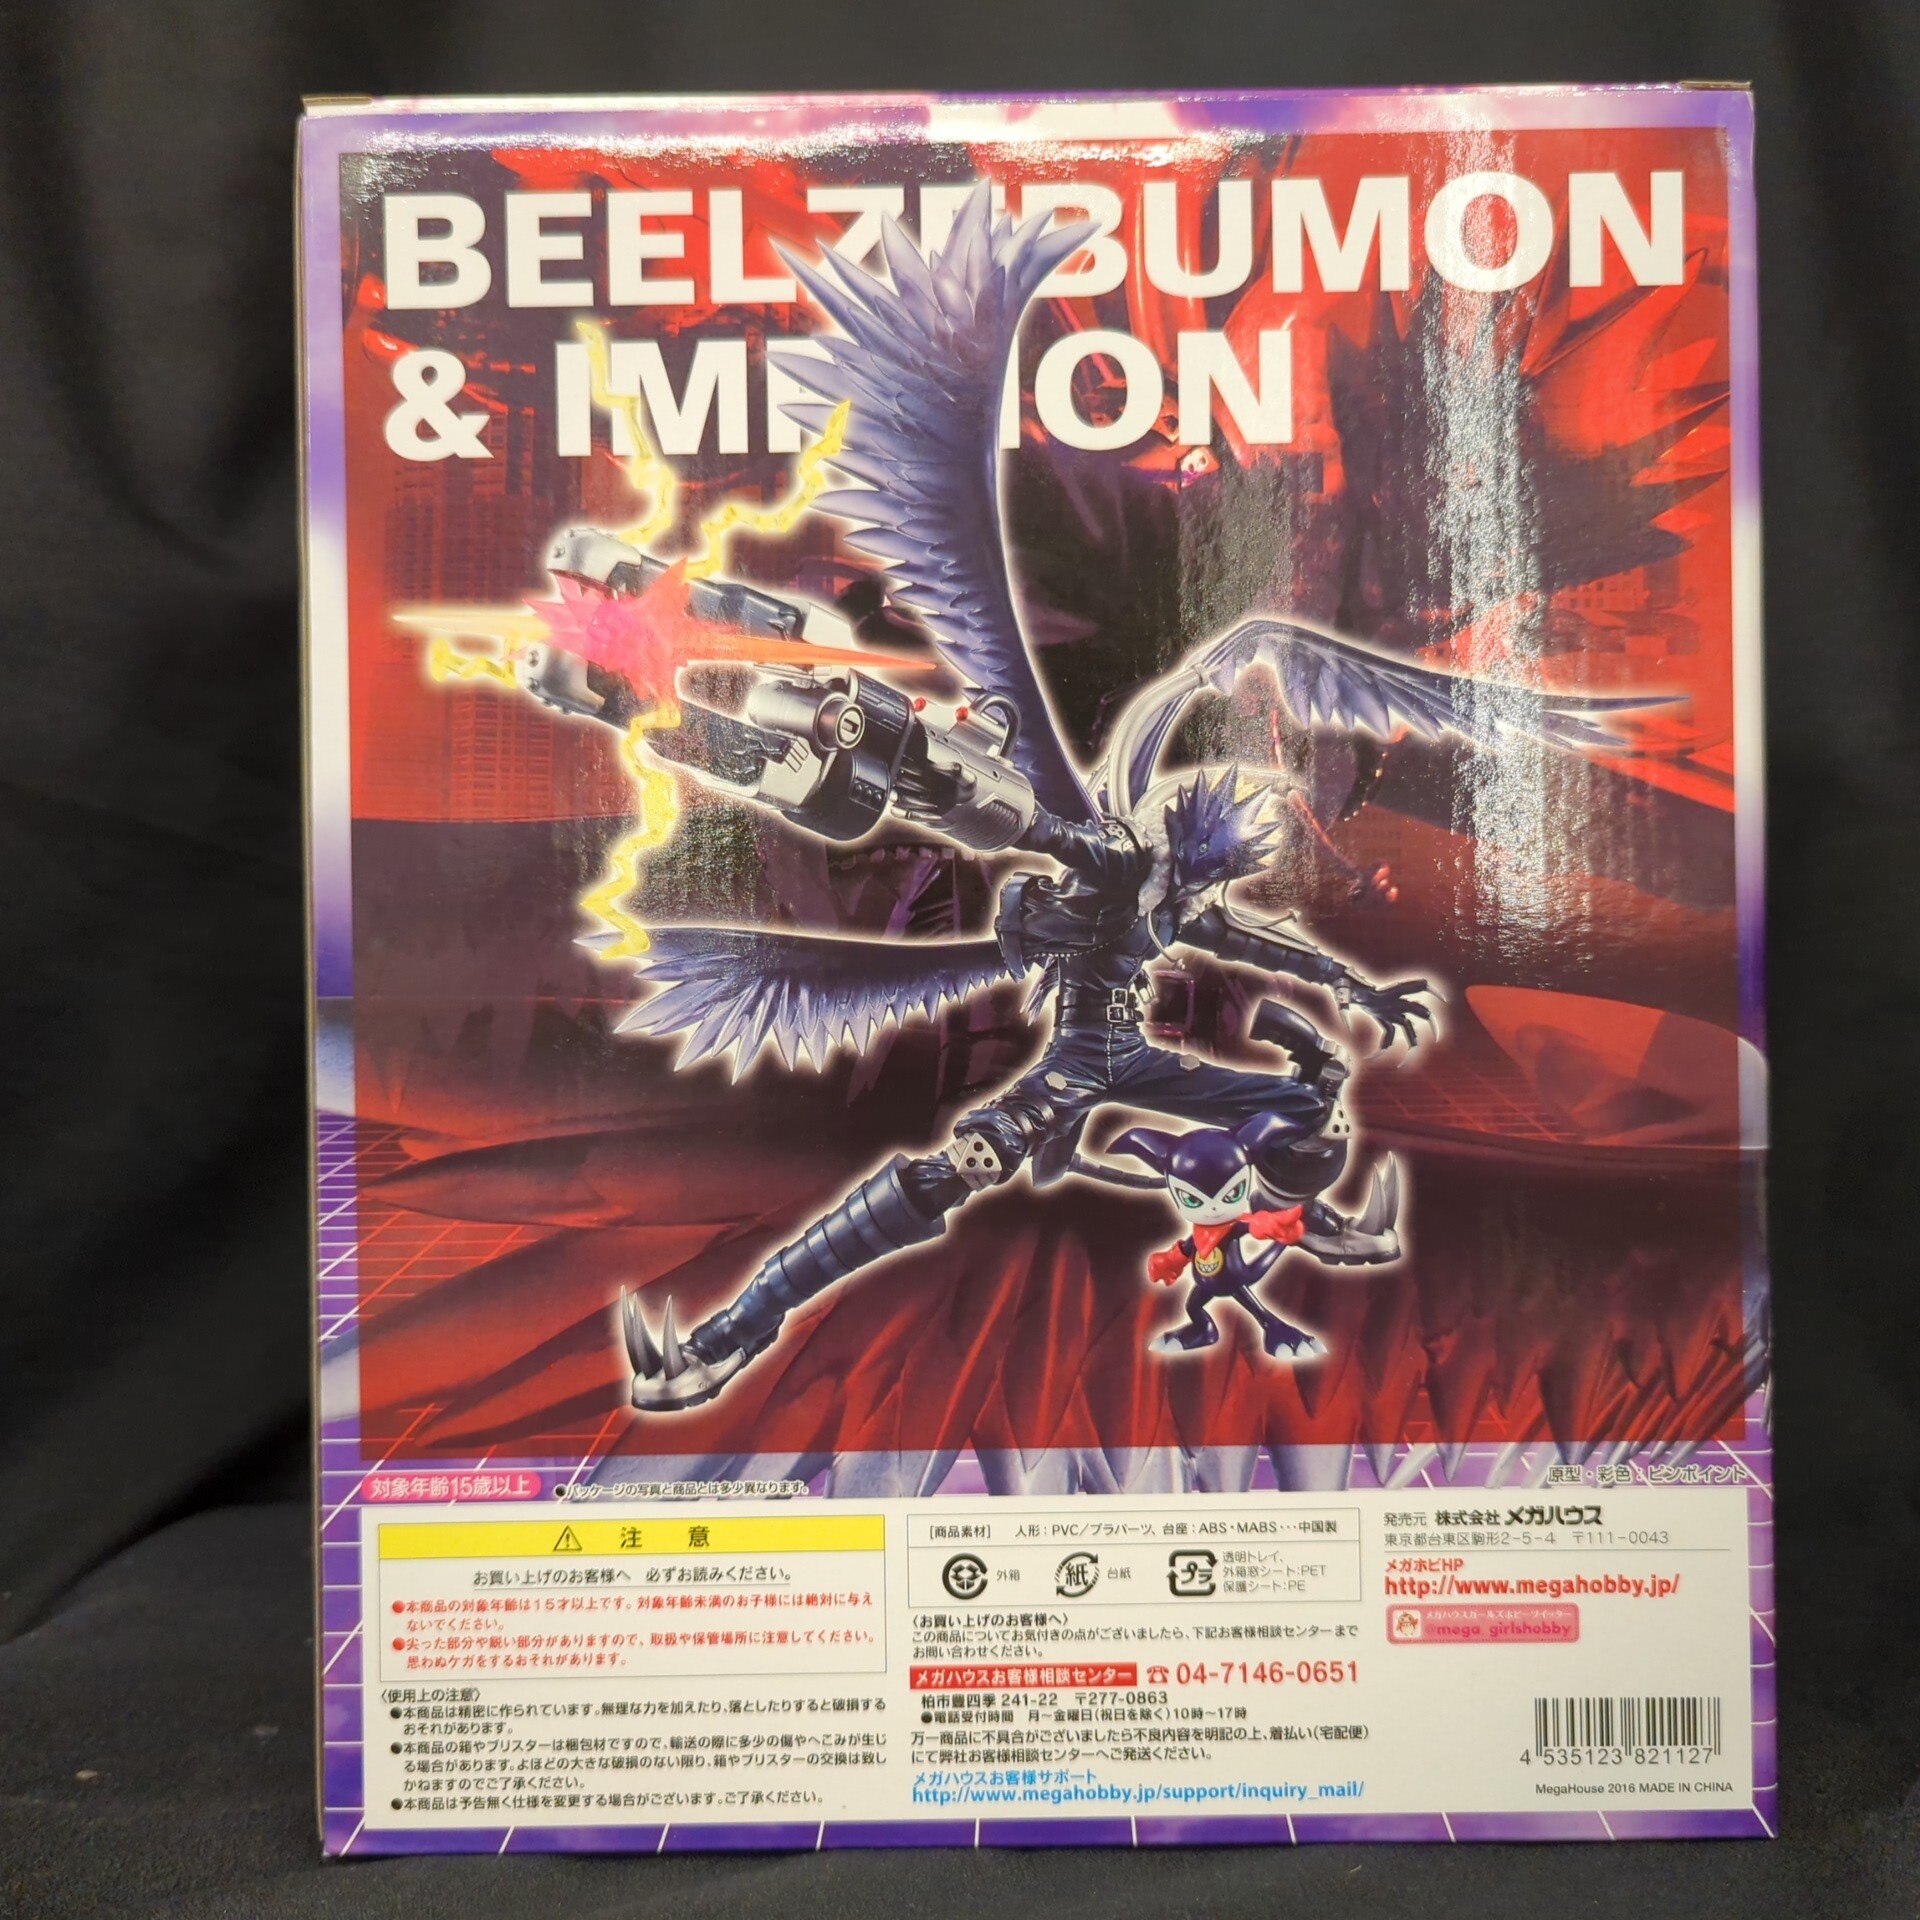 BEELZEBUMON
& IMPMON
対象年齢15歳以上
●パッケージの写真と商品とは多少異なります。
原型・彩色：ピンポイント
⚠ 注 意
お買い上げのお客様へ 必ずお読みください。
●本商品の対象年齢は15才以上です。対象年齢未満のお子様には絶対に与え
ないでください。
●尖った部分や鋭い部分がありますので、取扱や保管場所に注意してください。
思わぬケガをするおそれがあります。
〈使用上の注意〉
●本商品は精密に作られています。無理な力を加えたり、落としたりすると破損する
おそれがあります。
●本商品の箱やブリスターは梱包材ですので、輸送の際に多少の傷やへこみが生じ
る場合があります。よほどの大きな破損のない限り、箱やブリスターの交換は致し
かねますのでご了承ください。
●本商品は予告無く仕様を変更する場合がございます。ご了承ください。
[商品素材] 人形：PVC／プラパーツ、台座：ABS・MABS･･･中国製
外箱
紙 台紙
プラ 透明トレイ、
外箱窓シート：PET
保護シート：PE
〈お買い上げのお客様へ〉
この商品についてお気付きの点がございましたら、下記お客様相談センターまで
お問い合わせください。
メガハウスお客様相談センター ☎ 04-7146-0651
柏市豊四季 241-22 〒277-0863
●電話受付時間 月～金曜日(祝日を除く)10時～17時
万一商品に不具合がございましたら不良内容を明記の上、着払い(宅配便)
にて弊社お客様相談センターへご発送ください。
メガハウスお客様サポート
http://www.megahobby.jp/support/inquiry_mail/
発売元 株式会社 メガハウス
東京都台東区駒形2-5-4 〒111-0043
メガホビHP
http://www.megahobby.jp/
メガハウスガールズホビーツイッター
@mega_girlshobby
4 535123 821127
MegaHouse 2016 MADE IN CHINA